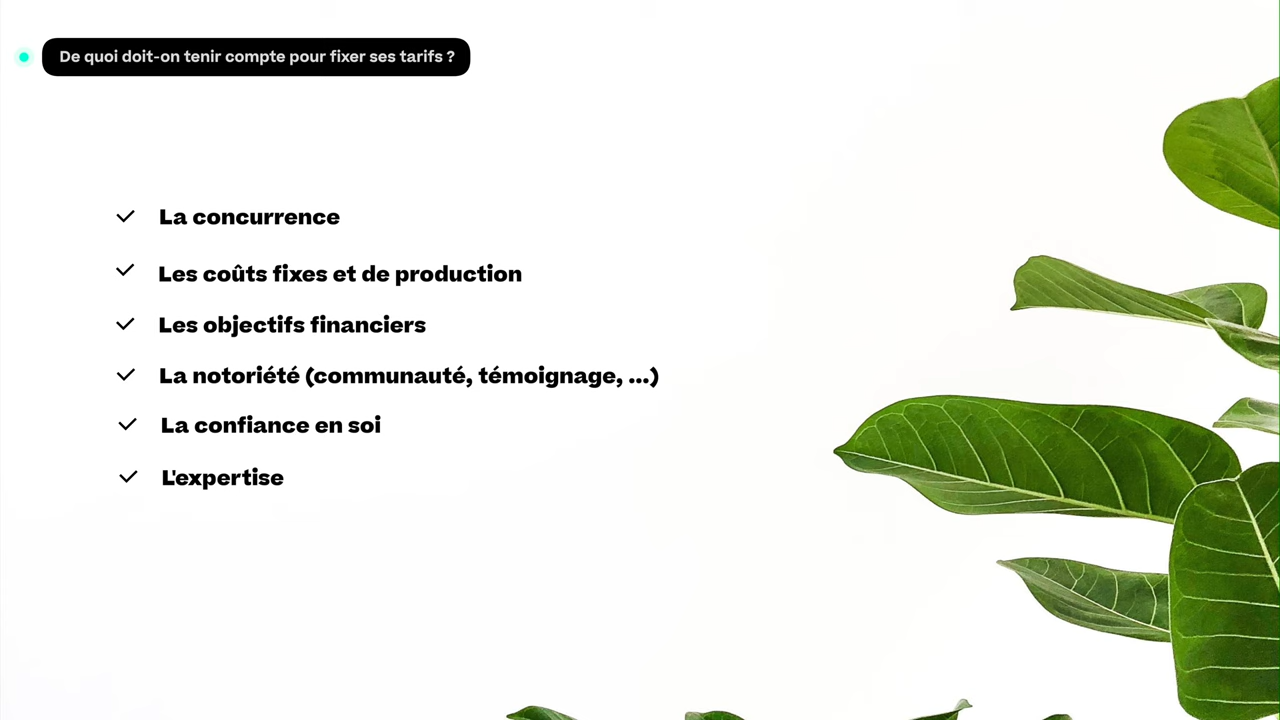 De quoi doit-on tenir compte pour fixer ses tarifs ?
La concurrence
Les coûts fixes et de production
Les objectifs financiers
La notoriété (communauté, témoignage, ...)
La confiance en soi
L'expertise